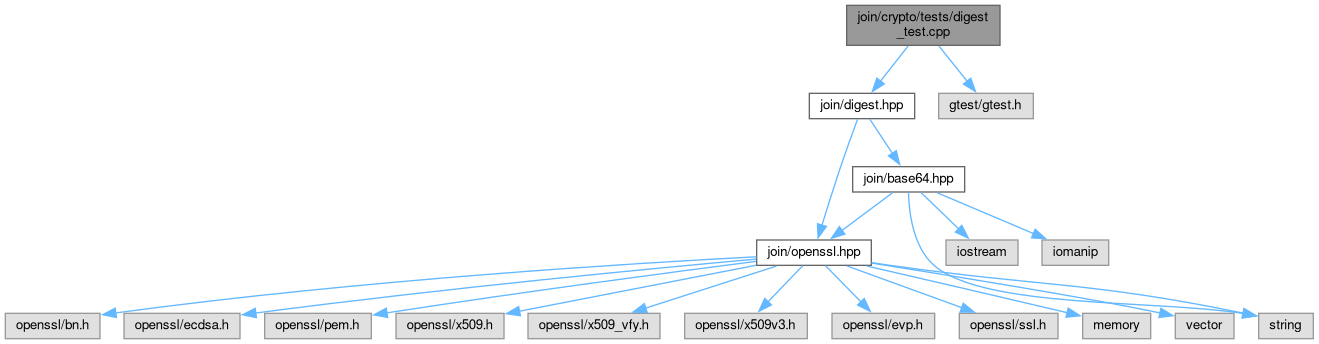 join/crypto/tests/digest
_test.cpp
join/digest.hpp
gtest/gtest.h
join/base64.hpp
join/openssl.hpp
iostream
iomanip
openssl/bn.h
openssl/ecdsa.h
openssl/pem.h
openssl/x509.h
openssl/x509_vfy.h
openssl/x509v3.h
openssl/evp.h
openssl/ssl.h
memory
vector
string